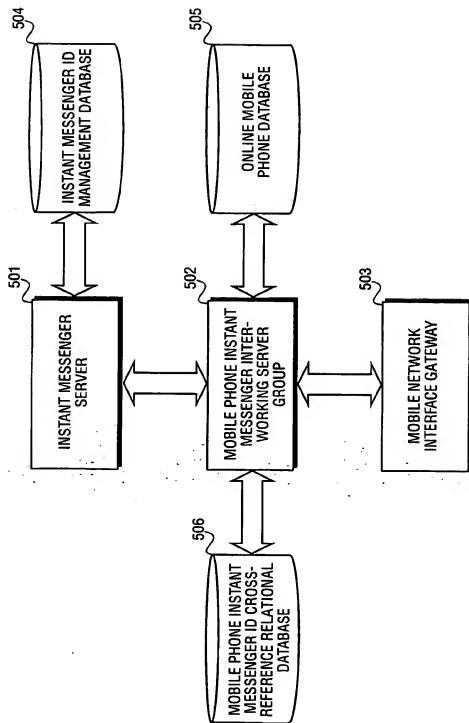 504
INSTANT MESSENGER ID
MANAGEMENT DATABASE
501
INSTANT MESSENGER
SERVER
505
ONLINE MOBILE
PHONE DATABASE
502
MOBILE PHONE INSTANT
MESSENGER INTER-
WORKING SERVER
GROUP
503
MOBILE NETWORK
INTERFACE GATEWAY
506
MOBILE PHONE INSTANT
MESSENGER ID CROSS-
REFERENCE RELATIONAL
DATABASE